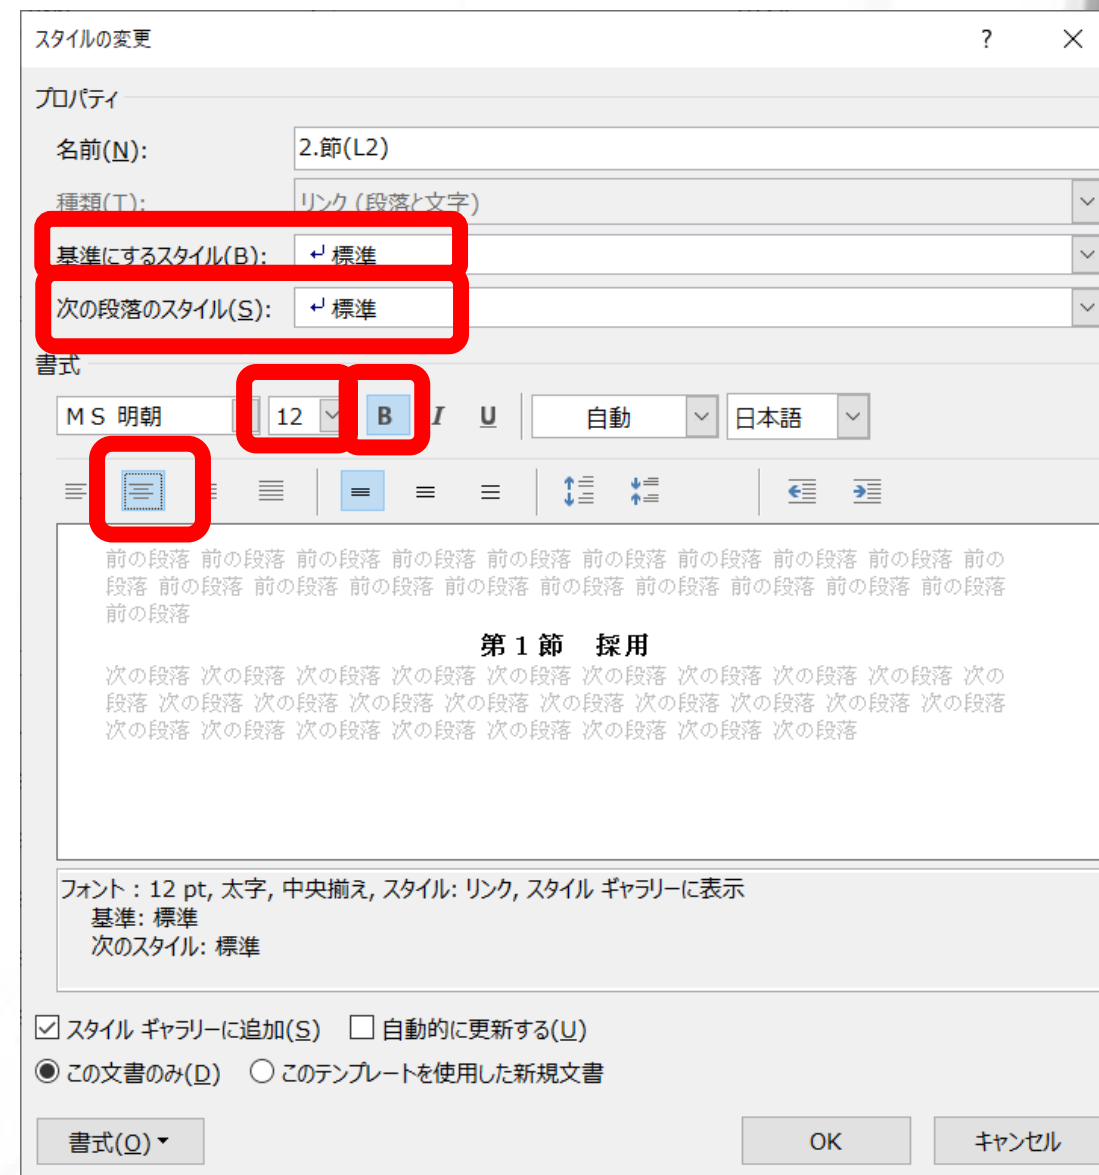 スタイルの変更 ?
プロパティ
名前(N): 2.節(L2)
種類(T): リンク (段落と文字)
基準にするスタイル(B): 標準
次の段落のスタイル(S): 標準
書式
ＭＳ 明朝 12 B I U 自動 日本語
前の段落 前の段落 前の段落 前の段落 前の段落 前の段落 前の段落 前の段落 前の段落 前の
段落 前の段落 前の段落 前の段落 前の段落 前の段落 前の段落 前の段落 前の段落 前の段落
前の段落
第１節　採用
次の段落 次の段落 次の段落 次の段落 次の段落 次の段落 次の段落 次の段落 次の段落 次の
段落 次の段落 次の段落 次の段落 次の段落 次の段落 次の段落 次の段落 次の段落 次の段落
次の段落 次の段落 次の段落 次の段落 次の段落 次の段落 次の段落 次の段落
フォント : 12 pt, 太字, 中央揃え, スタイル: リンク, スタイル ギャラリーに表示
基準: 標準
次のスタイル: 標準
スタイル ギャラリーに追加(S) 自動的に更新する(U)
この文書のみ(D) このテンプレートを使用した新規文書
書式(O) OK キャンセル